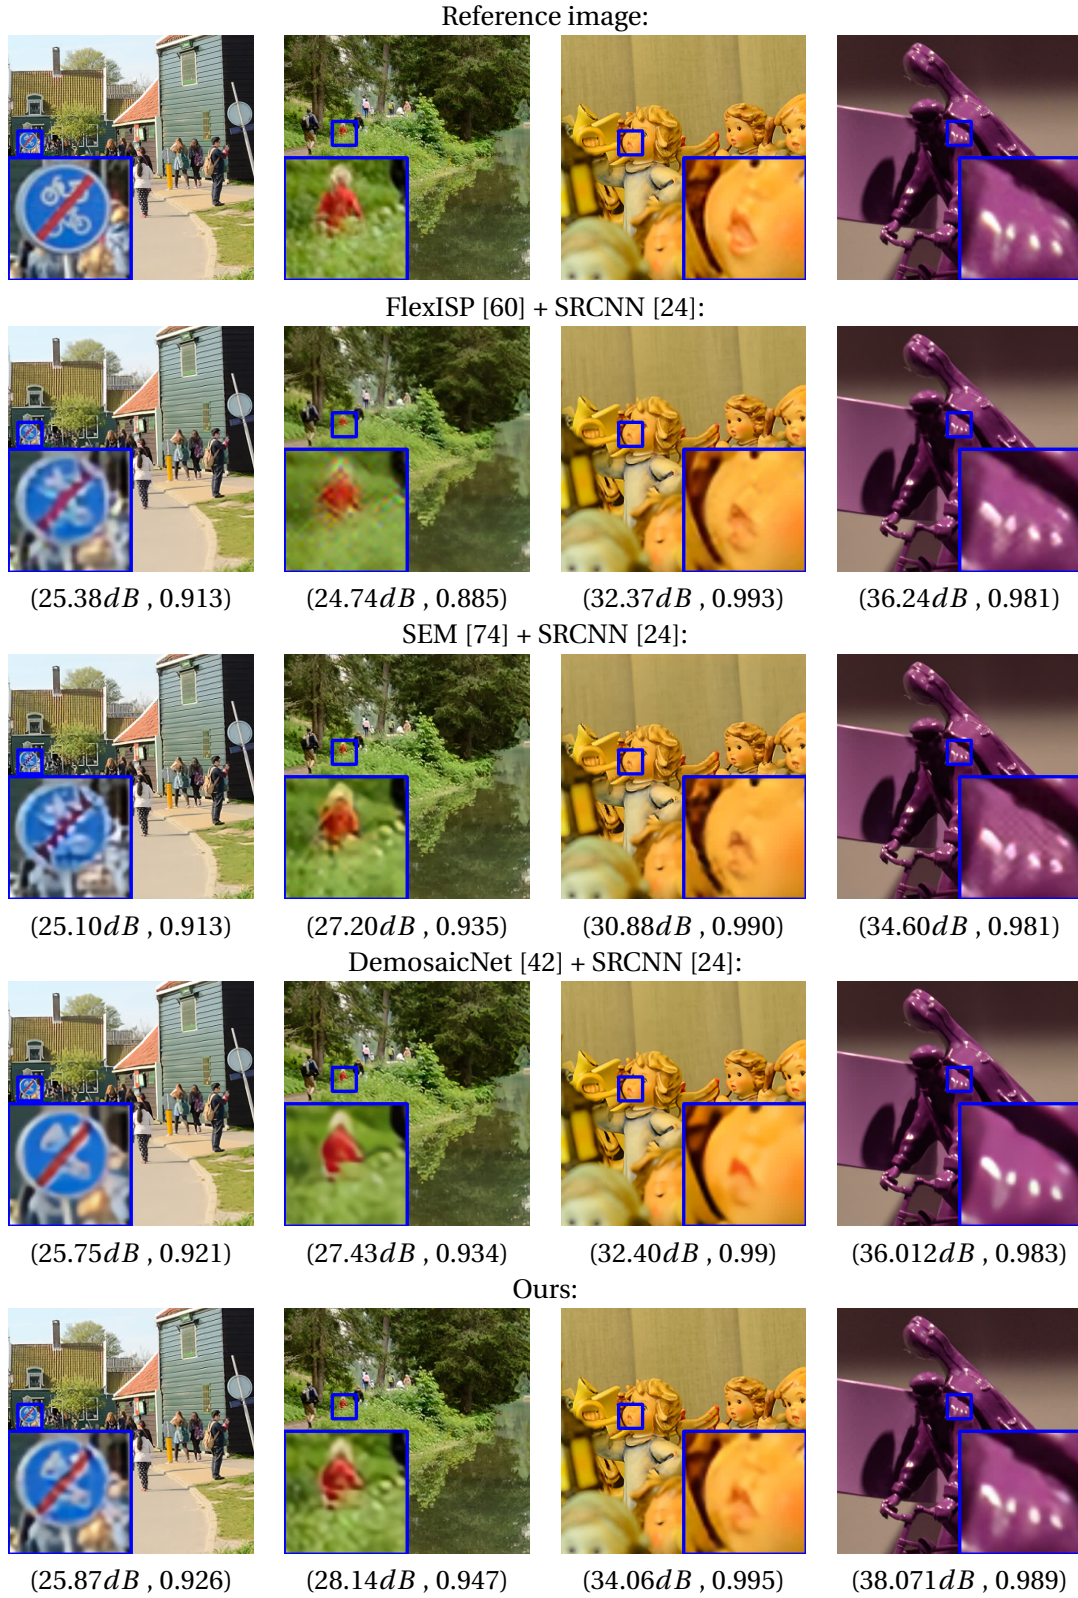 Reference image:
FlexISP [60] + SRCNN [24]:
(25.38dB , 0.913) (24.74dB , 0.885) (32.37dB , 0.993) (36.24dB , 0.981)
SEM [74] + SRCNN [24]:
(25.10dB , 0.913) (27.20dB , 0.935) (30.88dB , 0.990) (34.60dB , 0.981)
DemosaicNet [42] + SRCNN [24]:
(25.75dB , 0.921) (27.43dB , 0.934) (32.40dB , 0.99) (36.012dB , 0.983)
Ours:
(25.87dB , 0.926) (28.14dB , 0.947) (34.06dB , 0.995) (38.071dB , 0.989)